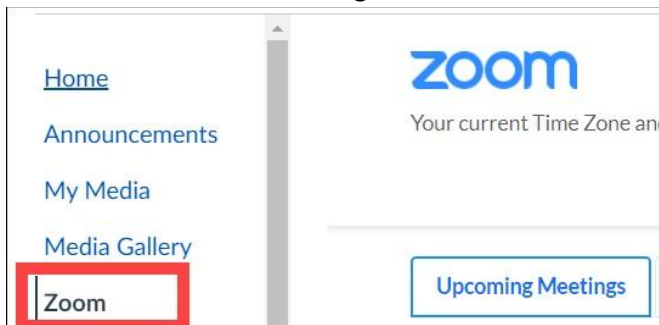 Home
Announcements
My Media
Media Gallery
Zoom
zoom
Your current Time Zone an
Upcoming Meetings